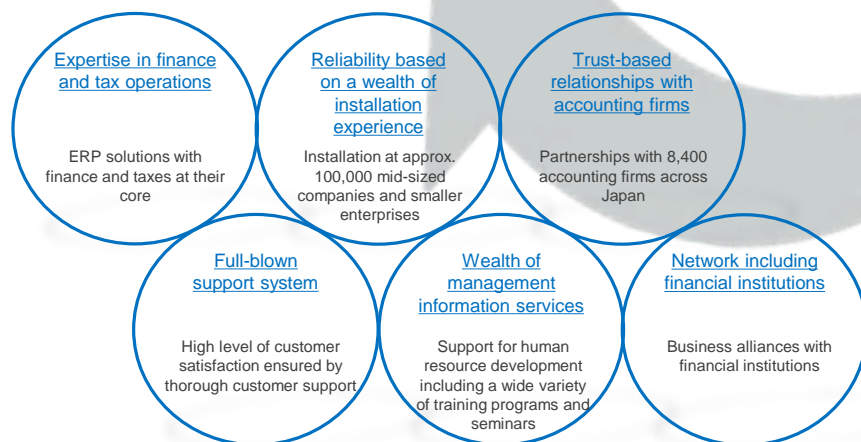 Expertise in finance
and tax operations
ERP solutions with
finance and taxes at their
core
Reliability based
on a wealth of
installation
experience
Installation at approx.
100,000 mid-sized
companies and smaller
enterprises
Trust-based
relationships with
accounting firms
Partnerships with 8,400
accounting firms across
Japan
Full-blown
support system
High level of customer
satisfaction ensured by
thorough customer support
Wealth of
management
information services
Support for human
resource development
including a wide variety
of training programs and
seminars
Network including
financial institutions
Business alliances with
financial institutions